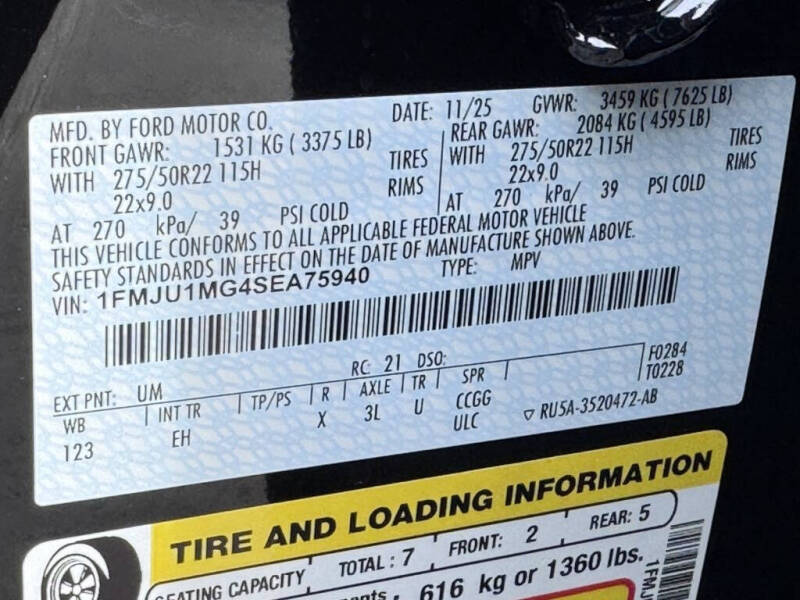 MFD. BY FORD MOTOR CO. DATE: 11/25 GVWR: 3459 KG ( 7625 LB)
FRONT GAWR: 1531 KG ( 3375 LB) REAR GAWR: 2084 KG ( 4595 LB)
WITH 275/50R22 115H TIRES WITH 275/50R22 115H TIRES
22x9.0 RIMS 22x9.0 RIMS
AT 270 kPa/ 39 PSI COLD AT 270 kPa/ 39 PSI COLD
THIS VEHICLE CONFORMS TO ALL APPLICABLE FEDERAL MOTOR VEHICLE
SAFETY STANDARDS IN EFFECT ON THE DATE OF MANUFACTURE SHOWN ABOVE.
VIN: 1FMJU1MG4SEA75940 TYPE: MPV
EXT PNT: UM RC: 21 DSO: F0284
WB INT TR TP/PS R AXLE TR SPR T0228
123 EH X 3L U CCGG
ULC ▽ RU5A-3520472-AB
TIRE AND LOADING INFORMATION
SEATING CAPACITY TOTAL : 7 FRONT: 2 REAR: 5
616 kg or 1360 lbs.